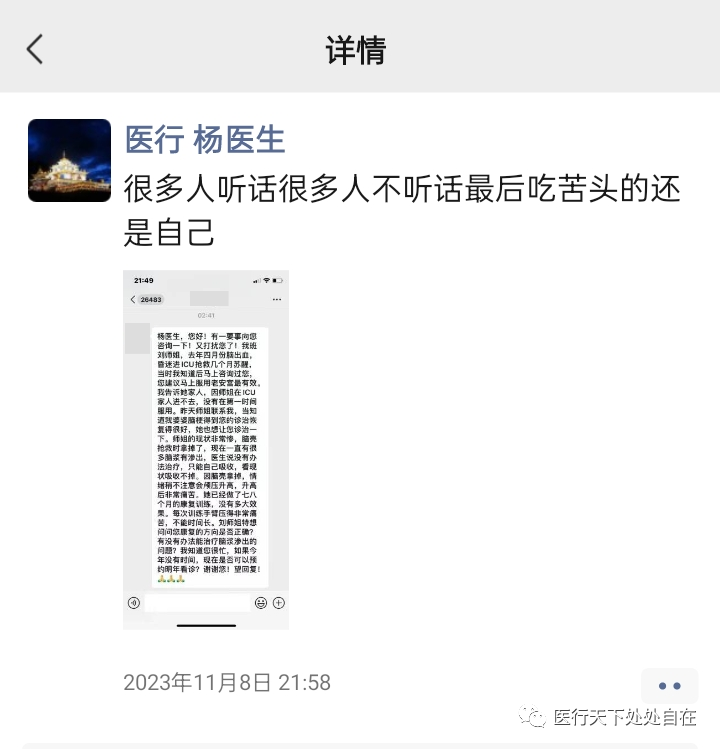 详情
医行 杨医生
很多人听话很多人不听话最后吃苦头的还
是自己
21:49
26483
03:41
杨医生，您好！有一要事向您
咨询一下！又打扰您了！我班
刘师姐，去年四月份脑出血，
昏迷进ICU抢救几个月苏醒，
当时我知道后马上咨询过您，
您建议马上服用老安宫最有效。
我告诉她家人，因师姐在ICU
家人进不去，没有在第一时间
服用。昨天师姐联系我，当知
道我婆婆脑梗得到您的诊治恢
复得很好，她也想让您诊治一
下。师姐的现状非常惨，脑壳
抢救时拿掉了，现在一直有很
多脑浆有渗出，医生说没有办
法治疗，只能自己吸收，看现
状吸收不掉。因脑壳拿掉，情
绪稍不注意会颅压升高，升高
后非常痛苦。她已经做了七八
个月的康复训练，没有多大效
果。每次训练手臂压得非常痛
苦，不能时间长。刘师姐特想
问问您康复的方向是否正确？
有没有办法能治疗脑浆渗出的
问题？我知道您很忙，如果今
年没有时间，现在是否可以预
约明年看诊？谢谢您！望回复！
🙏🙏🙏
2023年11月8日 21:58
医行天下处处自在